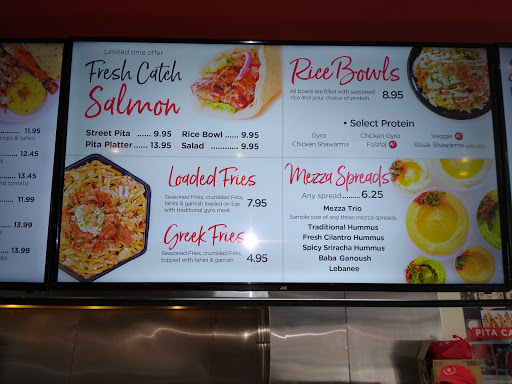 11.95
12.45
11.99
13.99
13.99
Limited time offer
Fresh Catch
Salmon
Street Pita ...... 9.95
Pita Platter ...... 13.95
Rice Bowl ...... 9.95
Salad ......... 9.95
Loaded Fries
Seasoned Fries, crumbled Feta,
tahini & garnish loaded on top
with traditional gyro meat
7.95
Greek Fries
Seasoned Fries, crumbled Feta,
topped with tahini & garnish
4.95
Rice Bowls
All bowls are filled with seasoned
rice and your choice of protein
8.95
• Select Protein
Gyro
Chicken Shawarma
Chicken Gyro
Falafel
Veggie
Steak Shawarma
Mezza Spreads
Any spread ......... 6.25
Mezza Trio
Sample size of any three mezza spreads
Traditional Hummus
Fresh Cilantro Hummus
Spicy Sriracha Hummus
Baba Ganoush
Lebanee
JVC
PITA